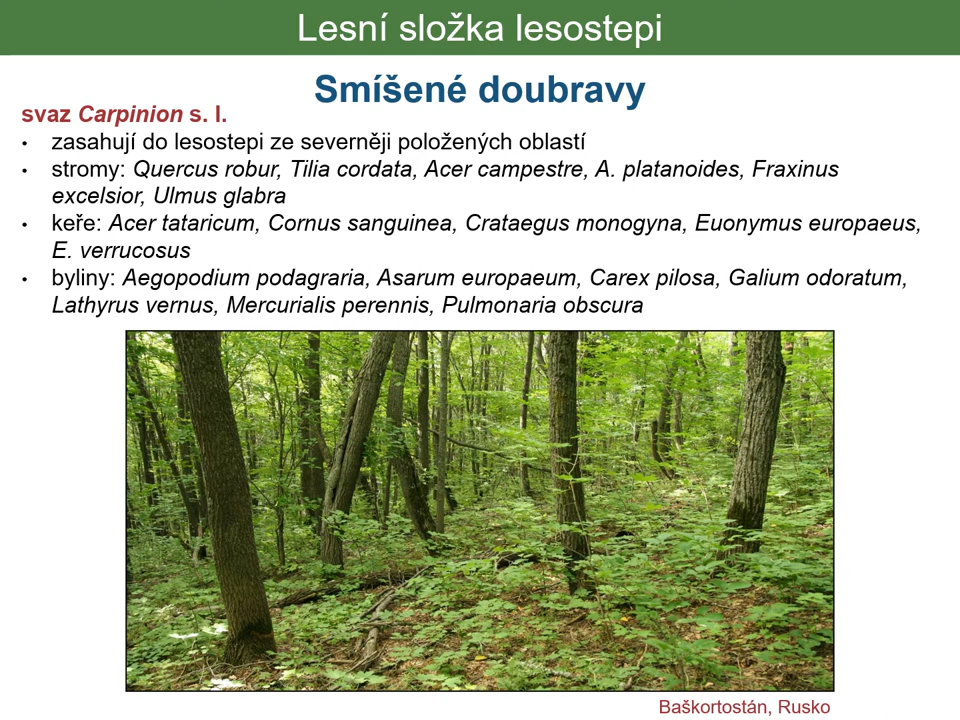 Lesní složka lesostepi
Smíšené doubravy
svaz Carpinion s. l.
• zasahují do lesostepi ze severněji položených oblastí
• stromy: Quercus robur, Tilia cordata, Acer campestre, A. platanoides, Fraxinus
excelsior, Ulmus glabra
• keře: Acer tataricum, Cornus sanguinea, Crataegus monogyna, Euonymus europaeus,
E. verrucosus
• byliny: Aegopodium podagraria, Asarum europaeum, Carex pilosa, Galium odoratum,
Lathyrus vernus, Mercurialis perennis, Pulmonaria obscura
Baškortostán, Rusko